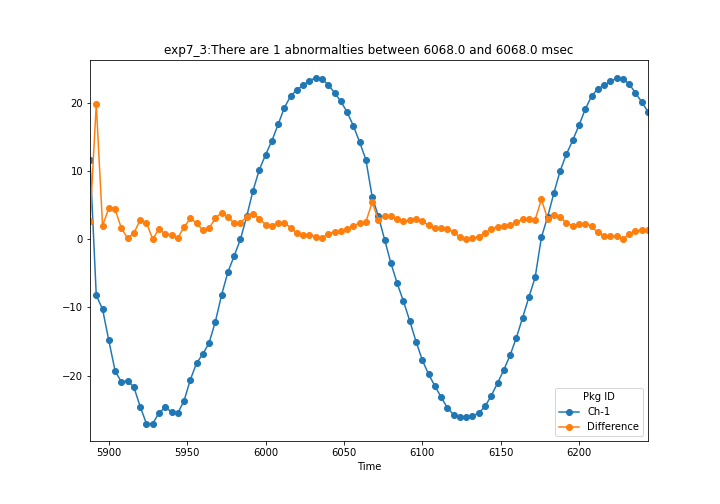 exp7_3:There are 1 abnormalties between 6068.0 and 6068.0 msec
20
10
0
−10
−20
5900 5950 6000 6050 6100 6150 6200
Time
Pkg ID
Ch-1
Difference